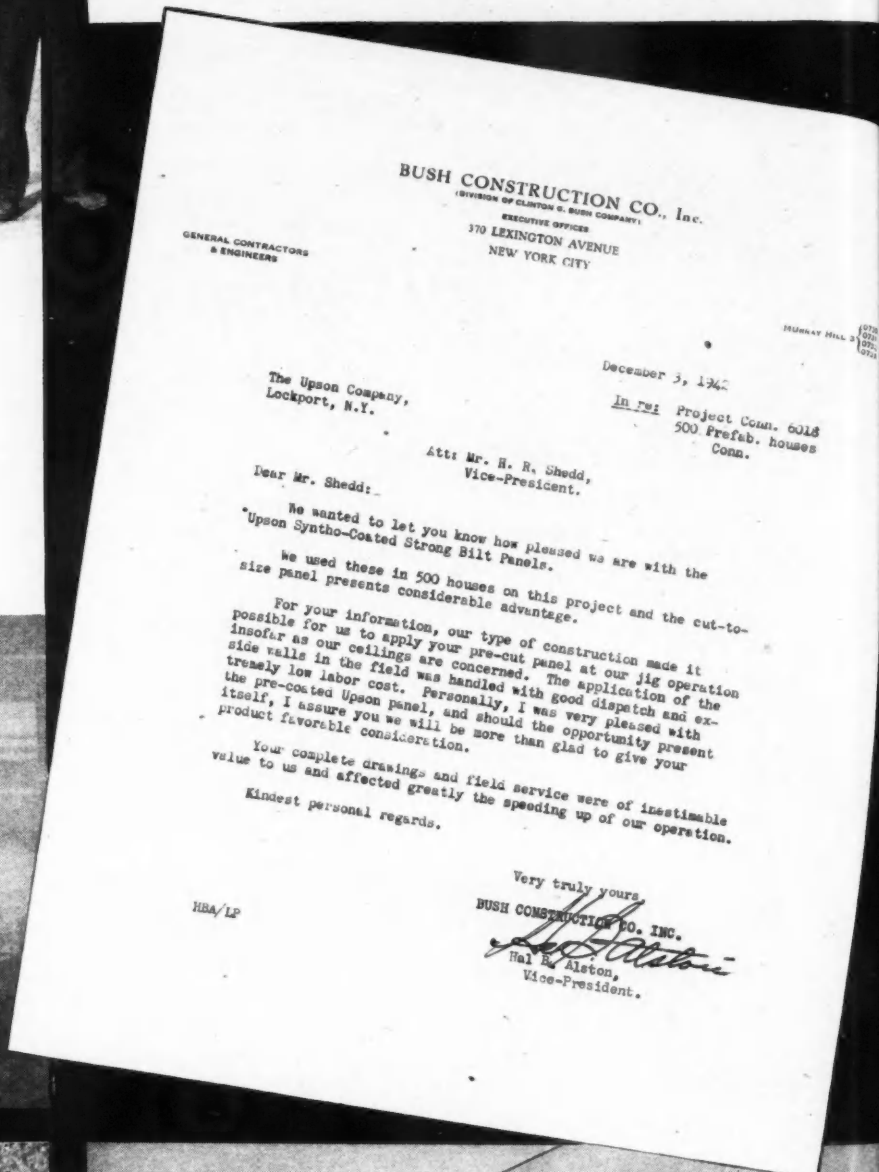 BUSH CONSTRUCTION CO., Inc.
(DIVISION OF CLINTON G. BUSH COMPANY)
EXECUTIVE OFFICES
370 LEXINGTON AVENUE
NEW YORK CITY
GENERAL CONTRACTORS
& ENGINEERS
MURRAY HILL 3
December 3, 1942
The Upson Company,
Lockport, N.Y.
In re: Project Conn. 6018
500 Prefab. houses
Conn.
Att: Mr. H. R. Shedd,
Vice-President.
Dear Mr. Shedd:
We wanted to let you know how pleased we are with the
Upson Syntho-Coated Strong Bilt Panels.
We used these in 500 houses on this project and the cut-to-
size panel presents considerable advantage.
For your information, our type of construction made it
possible for us to apply your pre-cut panel at our jig operation
insofar as our ceilings are concerned. The application of the
side walls in the field was handled with good dispatch and ex-
tremely low labor cost. Personally, I was very pleased with
the pre-coated Upson panel, and should the opportunity present
itself, I assure you we will be more than glad to give your
product favorable consideration.
Your complete drawings and field service were of inestimable
value to us and affected greatly the speeding up of our operation.
Kindest personal regards.
Very truly yours,
BUSH CONSTRUCTION CO. INC.
Hal B. Alston
Hal B. Alston,
Vice-President.
HBA/LP